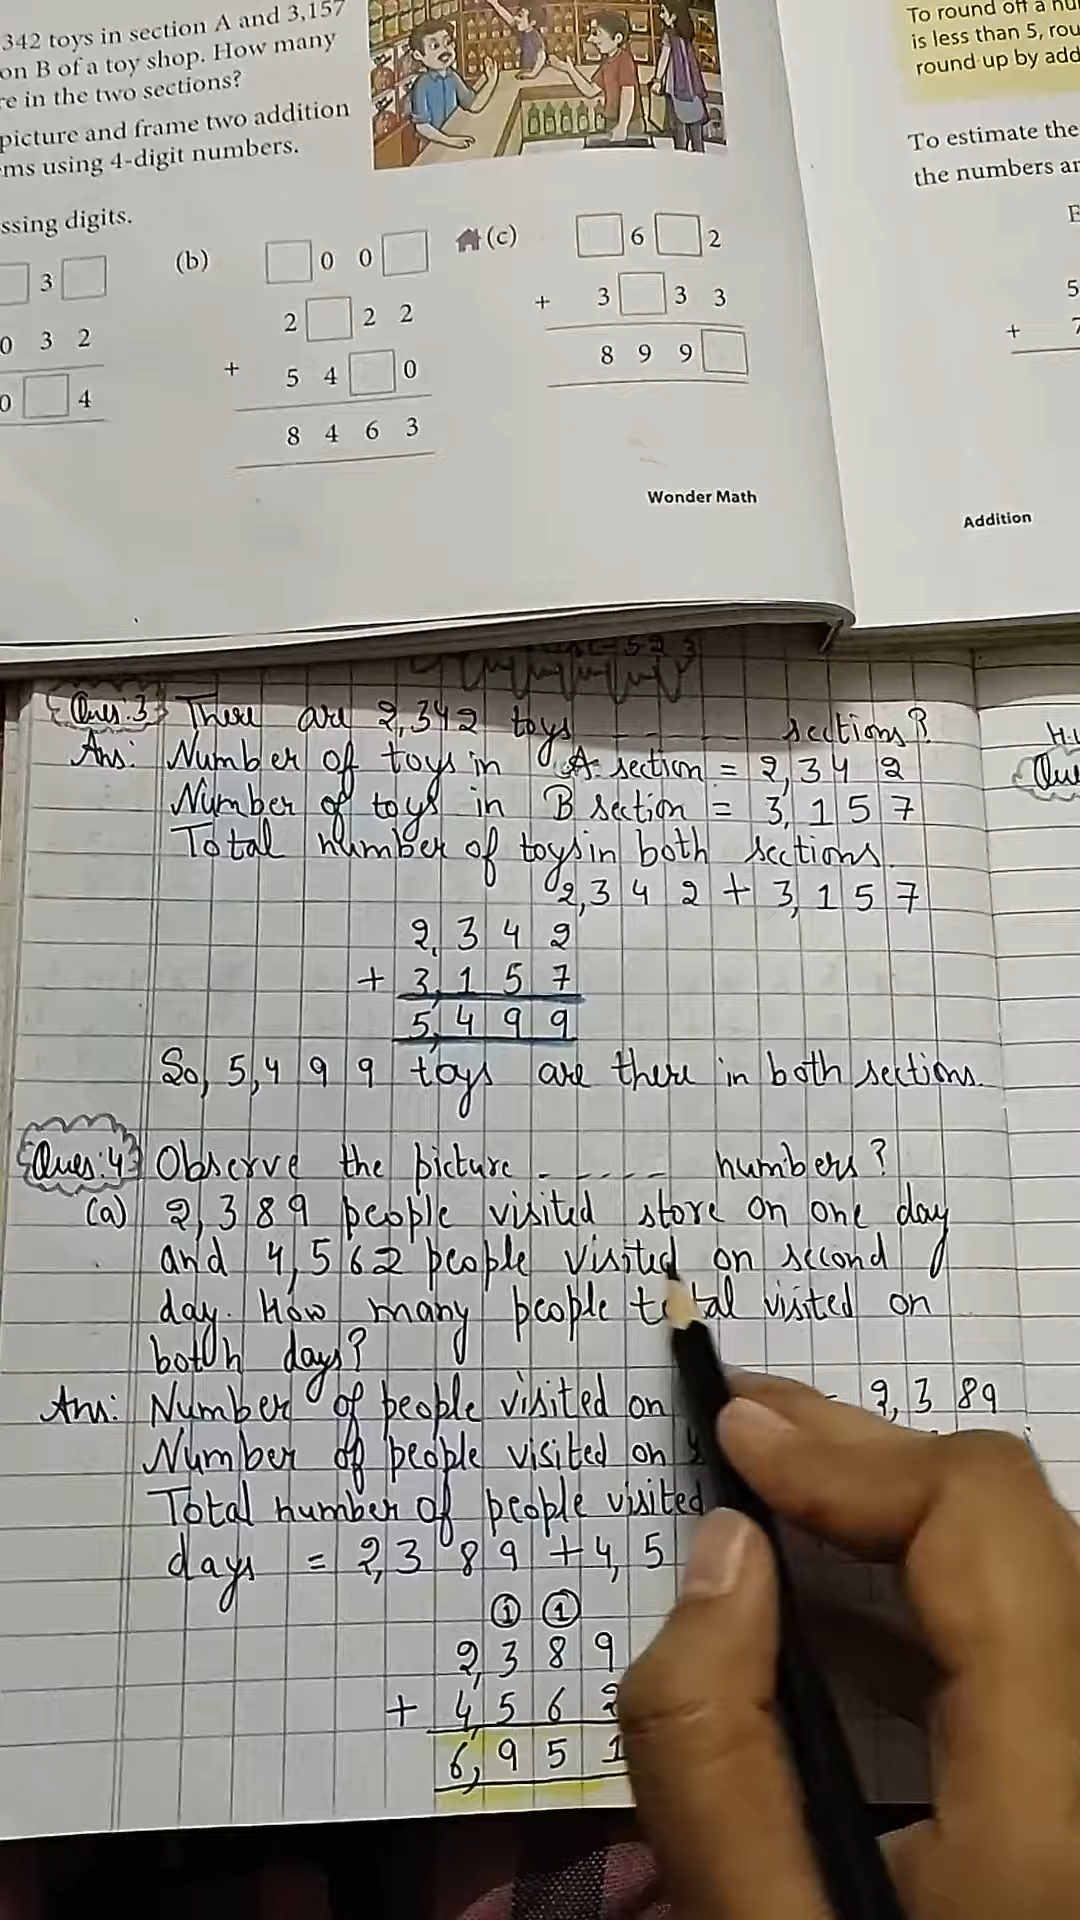 342 toys in section A and 3,157
on B of a toy shop. How many
re in the two sections?
picture and frame two addition
ms using 4-digit numbers.
ssing digits.
3
0 3 2
0 4
(b)
0 0
2 2 2
+ 5 4 0
8 4 6 3
(c)
6 2
+ 3 3 3
8 9 9
Wonder Math
To round off a nu
is less than 5, rou
round up by add
To estimate the
the numbers ar
E
5
+ 7
Addition
Ques:3 There are 2,342 toys ---- sections?
Ans: Number of toys in A section = 2,342
Number of toys in B section = 3,157
Total number of toys in both sections.
2,342 + 3,157
2,342
+ 3,157
5,499
So, 5,499 toys are there in both sections.
Ques:4 Observe the picture ----- numbers?
(a) 2,389 people visited store on one day
and 4,562 people visited on second
day. How many people total visited on
both days?
Ans: Number of people visited on = 2,389
Number of people visited on
Total number of people visited
days = 2,389 + 4,5
1 1
2,389
+ 4,562
6,951
H.
Que